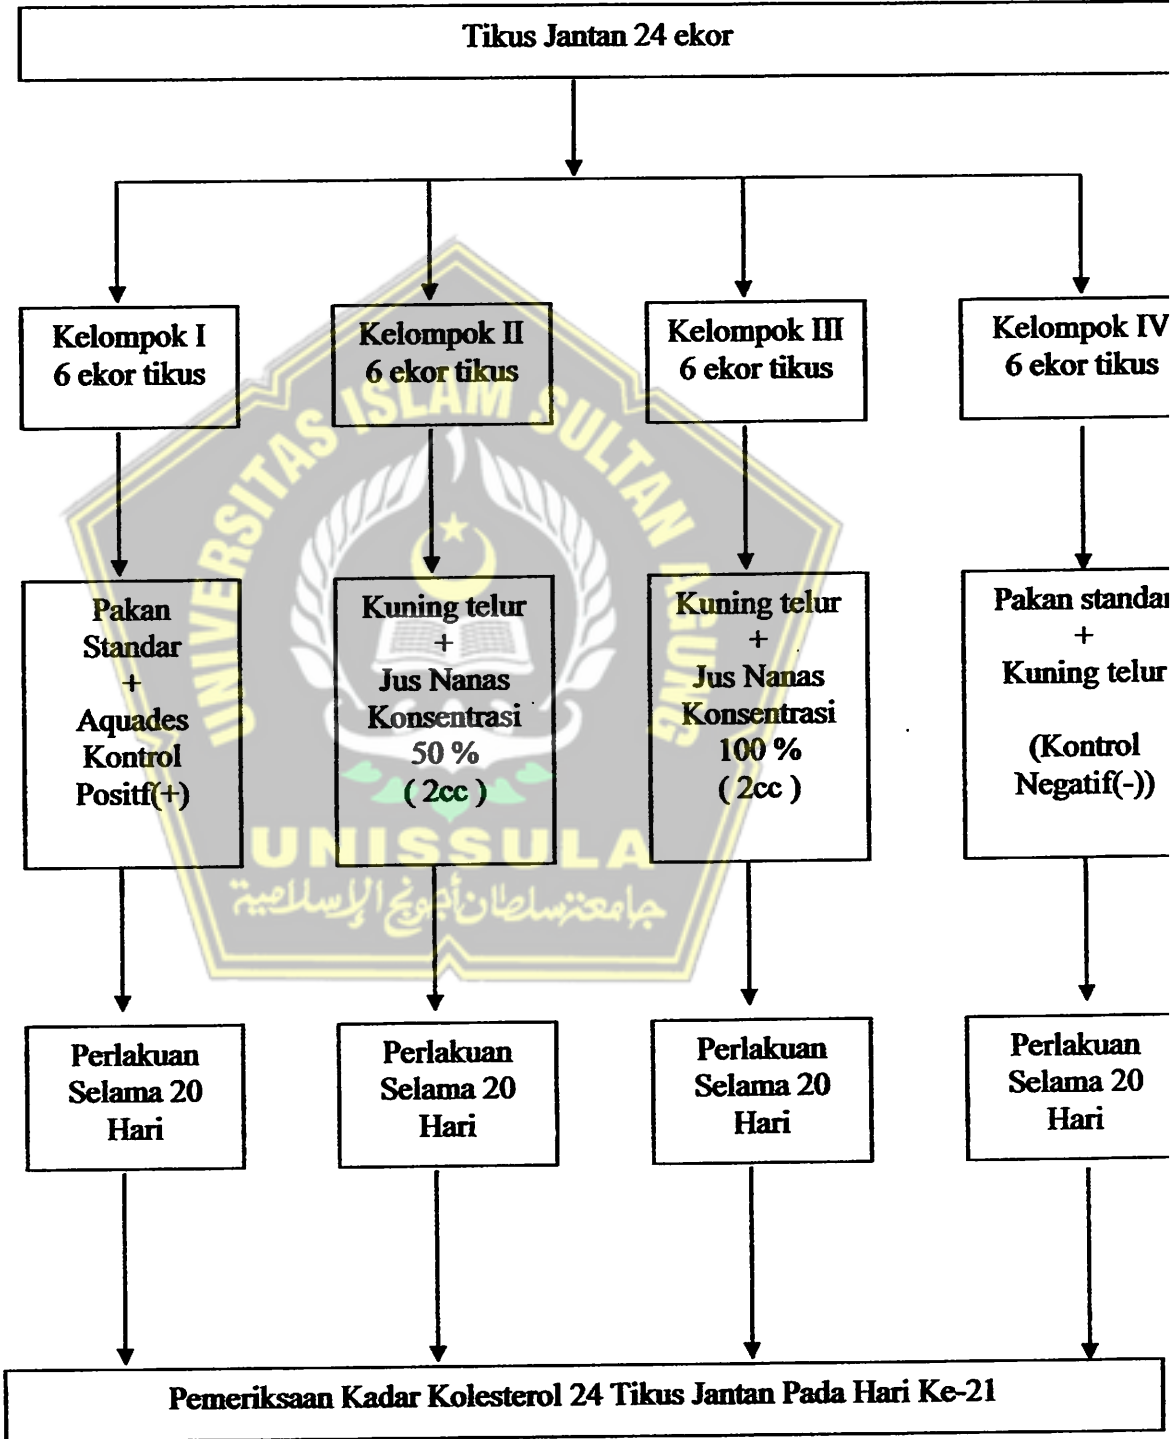 Tikus Jantan 24 ekor
Kelompok I
6 ekor tikus
Kelompok II
6 ekor tikus
Kelompok III
6 ekor tikus
Kelompok IV
6 ekor tikus
Pakan
Standar
+
Aquades
Kontrol
Positf(+)
Kuning telur
+
Jus Nanas
Konsentrasi
50 %
( 2cc )
Kuning telur
+
Jus Nanas
Konsentrasi
100 %
( 2cc )
Pakan standar
+
Kuning telur
(Kontrol
Negatif(-))
Perlakuan
Selama 20
Hari
Perlakuan
Selama 20
Hari
Perlakuan
Selama 20
Hari
Perlakuan
Selama 20
Hari
Pemeriksaan Kadar Kolesterol 24 Tikus Jantan Pada Hari Ke-21
UNIVERSITAS ISLAM SULTAN AGUNG
UNISSULA
جامعة سلطان أجونج الإسلامية